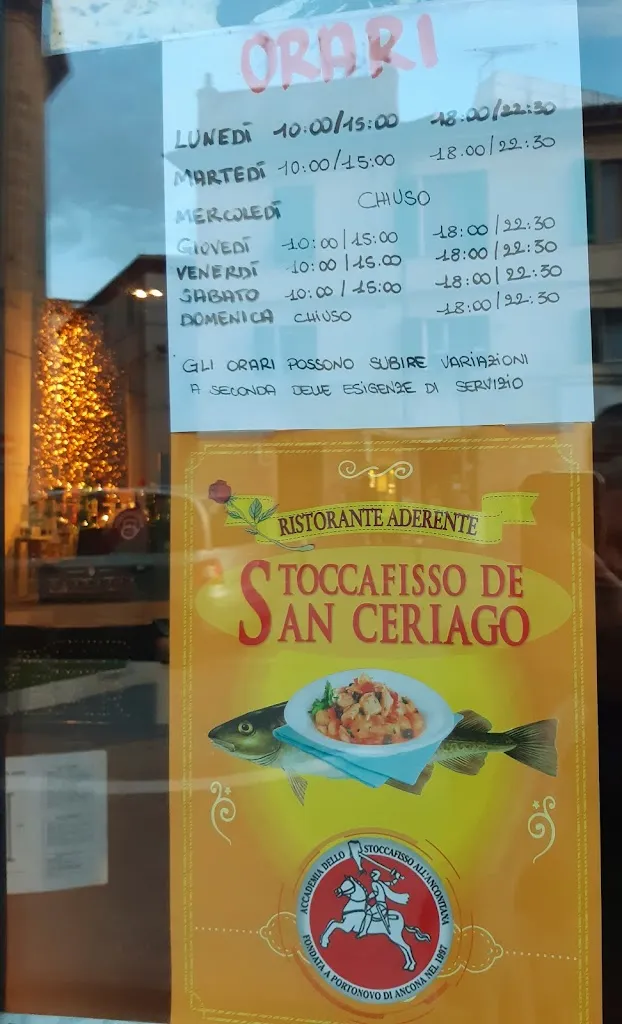 ORARI
LUNEDÌ 10:00/15:00 18:00/22:30
MARTEDÌ 10:00/15:00 18.00/22:30
MERCOLEDÌ CHIUSO
GIOVEDÌ 10:00/15:00 18:00/22:30
VENERDÌ 10:00/15.00 18:00/22:30
SABATO 10:00/15:00 18:00/22:30
DOMENICA CHIUSO 18:00/22:30
GLI ORARI POSSONO SUBIRE VARIAZIONI
A SECONDA DELLE ESIGENZE DI SERVIZIO
RISTORANTE ADERENTE
STOCCAFISSO DE
SAN CERIAGO
ACCADEMIA DELLO STOCCAFISSO ALL'ANCONITANA
FONDATA A PORTONOVO DI ANCONA NEL 1997